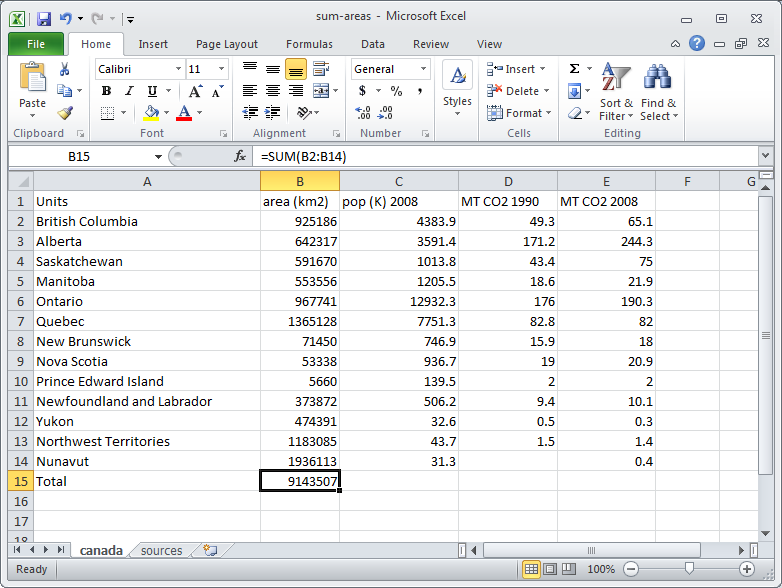 sum-areas - Microsoft Excel
File Home Insert Page Layout Formulas Data Review View
Paste
Clipboard
Calibri 11
B I U
Font
Alignment
General
$ % ,
Number
Styles
Insert
Delete
Format
Cells
Σ
Sort & Filter
Find & Select
Editing
B15 fx =SUM(B2:B14)
A B C D E F G
1 Units area (km2) pop (K) 2008 MT CO2 1990 MT CO2 2008
2 British Columbia 925186 4383.9 49.3 65.1
3 Alberta 642317 3591.4 171.2 244.3
4 Saskatchewan 591670 1013.8 43.4 75
5 Manitoba 553556 1205.5 18.6 21.9
6 Ontario 967741 12932.3 176 190.3
7 Quebec 1365128 7751.3 82.8 82
8 New Brunswick 71450 746.9 15.9 18
9 Nova Scotia 53338 936.7 19 20.9
10 Prince Edward Island 5660 139.5 2 2
11 Newfoundland and Labrador 373872 506.2 9.4 10.1
12 Yukon 474391 32.6 0.5 0.3
13 Northwest Territories 1183085 43.7 1.5 1.4
14 Nunavut 1936113 31.3 0.4
15 Total 9143507
16
17
18
canada sources
Ready 100%